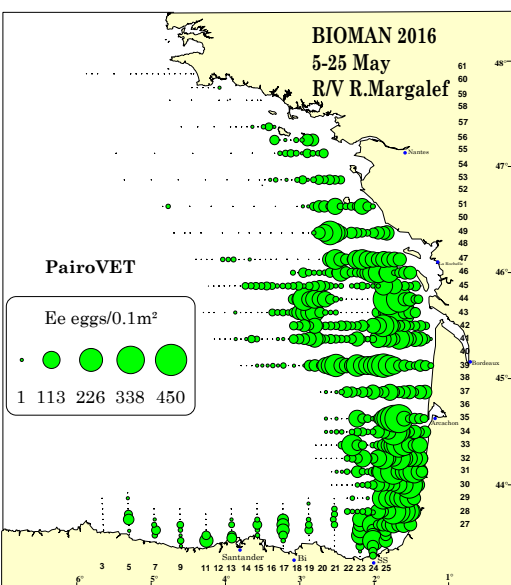 BIOMAN 2016
5-25 May
R/V R.Margalef
61
60
59
58
57
56
55
54
53
52
51
50
49
48
47
46
45
44
43
42
41
40
39
38
37
36
35
34
33
32
31
30
29
28
27
48°
47°
46°
45°
44°
Nantes
La Rochelle
Bordeaux
Arcachon
PairoVET
Ee eggs/0.1m²
1 113 226 338 450
Santander
Bi
SS
3 5 7 9 11 12 13 14 15 16 17 18 19 20 21 22 23 24 25
6° 5° 4° 3° 2° 1°